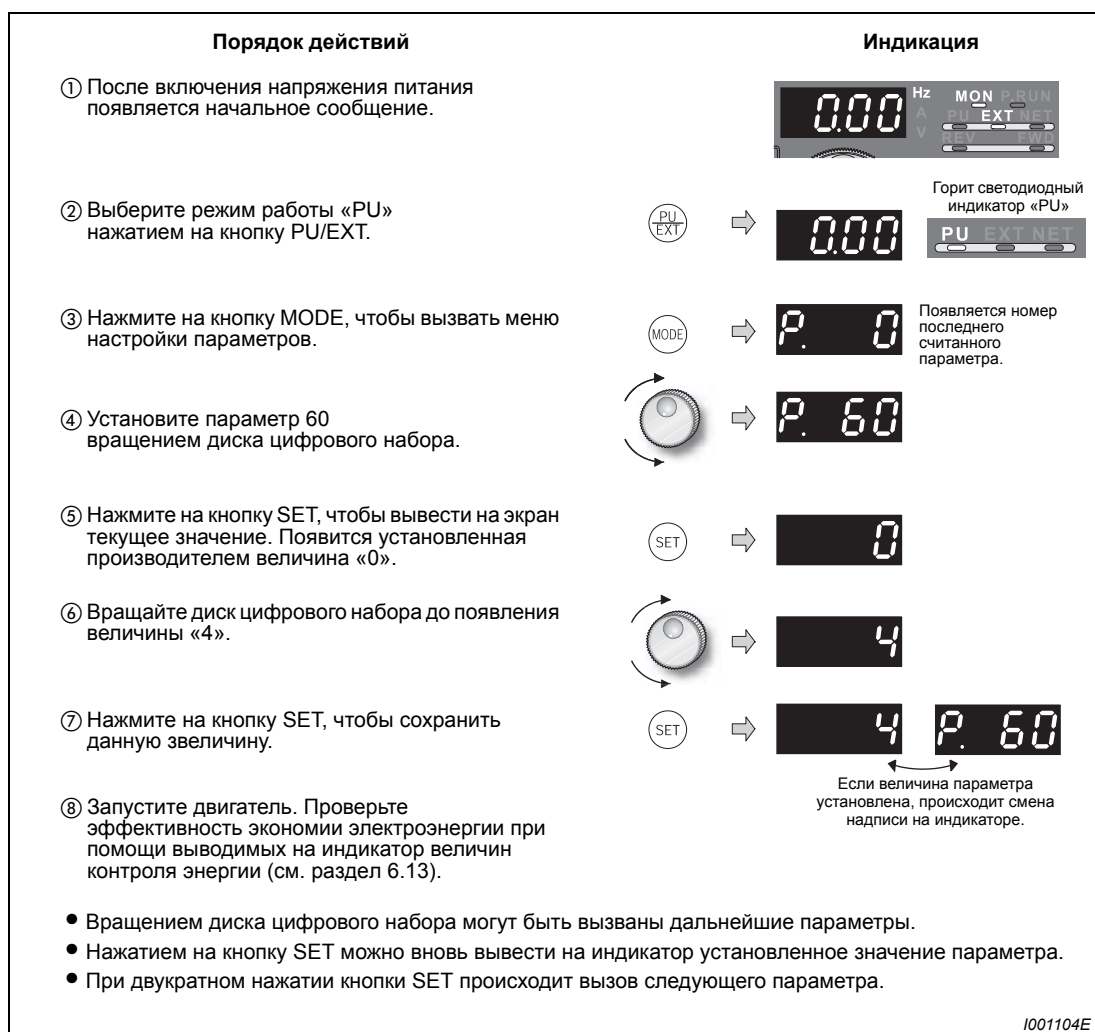 Порядок действий
Индикация
① После включения напряжения питания
появляется начальное сообщение.
0.00
Hz
A
V
MON P.RUN
PU EXT NET
REV FWD
② Выберите режим работы «PU»
нажатием на кнопку PU/EXT.
PU
EXT
0.00
Горит светодиодный
индикатор «PU»
PU EXT NET
③ Нажмите на кнопку MODE, чтобы вызвать меню
настройки параметров.
MODE
P. 0
Появляется номер
последнего
считанного
параметра.
④ Установите параметр 60
вращением диска цифрового набора.
P. 60
⑤ Нажмите на кнопку SET, чтобы вывести на экран
текущее значение. Появится установленная
производителем величина «0».
SET
0
⑥ Вращайте диск цифрового набора до появления
величины «4».
4
⑦ Нажмите на кнопку SET, чтобы сохранить
данную звеличину.
SET
4
P. 60
Если величина параметра
установлена, происходит смена
надписи на индикаторе.
⑧ Запустите двигатель. Проверьте
эффективность экономии электроэнергии при
помощи выводимых на индикатор величин
контроля энергии (см. раздел 6.13).
● Вращением диска цифрового набора могут быть вызваны дальнейшие параметры.
● Нажатием на кнопку SET можно вновь вывести на индикатор установленное значение параметра.
● При двукратном нажатии кнопки SET происходит вызов следующего параметра.
I001104E